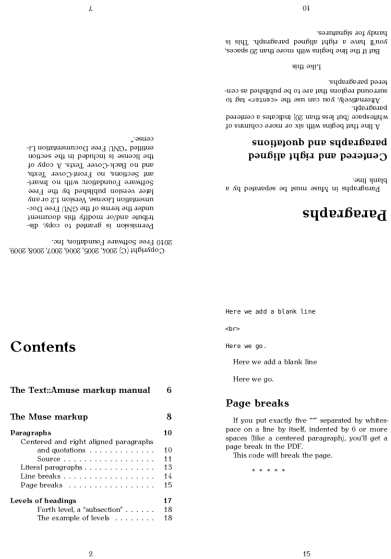 Copyright (C) 2004, 2005, 2006, 2007, 2008, 2009,
2010 Free Software Foundation, Inc.
Permission is granted to copy, dis-
tribute and/or modify this document
under the terms of the GNU Free Doc-
umentation License, Version 1.2 or any
later version published by the Free
Software Foundation; with no Invari-
ant Sections, no Front-Cover Texts,
and no Back-Cover Texts. A copy of
the license is included in the section
entitled “GNU Free Documentation Li-
cense.”
7
Paragraphs
Paragraphs in Muse must be separated by a
blank line.
Centered and right aligned
paragraphs and quotations
A line that begins with six or more columns of
whitespace (but less than 20) indicates a centered
paragraph.
Alternatively, you can use the <center> tag to
surround regions that are to be published as cen-
tered paragraphs.
Like this
But if the line begins with more than 20 spaces,
you'll have a right aligned paragraph. This is
handy for signatures.
10
Contents
The Text::Amuse markup manual 6
The Muse markup 8
Paragraphs 10
Centered and right aligned paragraphs
and quotations . . . . . . . . . . . . . 10
Source . . . . . . . . . . . . . 11
Literal paragraphs . . . . . . . . . . . . . 13
Line breaks . . . . . . . . . . . . . 14
Page breaks . . . . . . . . . . . . . 15
Levels of headings 17
Forth level, a “subsection” . . . . . 18
The example of levels . . . . . . . 18
2
Here we add a blank line
<br>
Here we go.
Here we add a blank line
Here we go.
Page breaks
If you put exactly five “*” separated by whites-
pace on a line by itself, indented by 6 or more
spaces (like a centered paragraph), you'll get a
page break in the PDF.
This code will break the page.
* * * * *
15